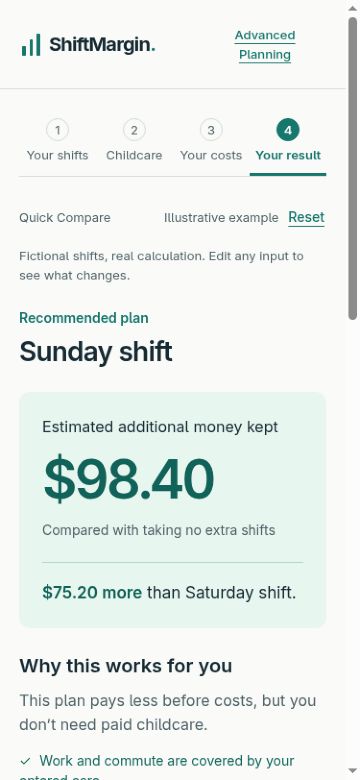 ShiftMargin.
Advanced
Planning
1 2 3 4
Your shifts Childcare Your costs Your result
Quick Compare Illustrative example Reset
Fictional shifts, real calculation. Edit any input to
see what changes.
Recommended plan
Sunday shift
Estimated additional money kept
$98.40
Compared with taking no extra shifts
$75.20 more than Saturday shift.
Why this works for you
This plan pays less before costs, but you
don’t need paid childcare.
✓ Work and commute are covered by your